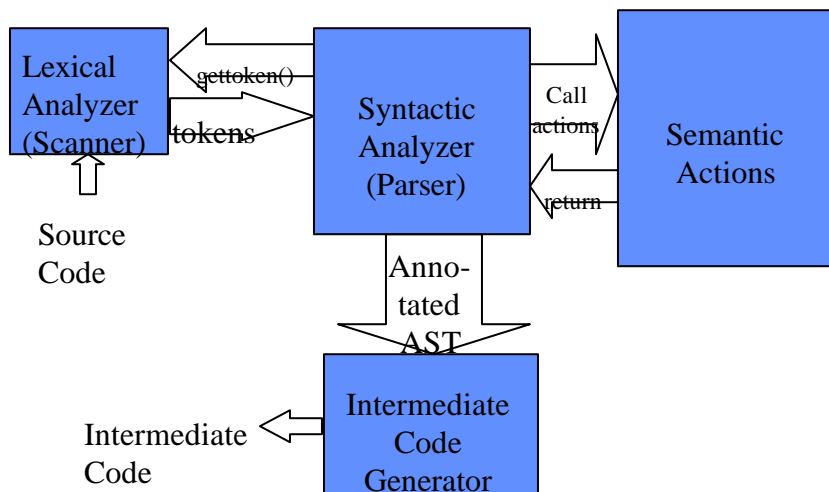 Lexical
Analyzer
(Scanner)
gettoken()
tokens
Source
Code
Syntactic
Analyzer
(Parser)
Call
actions
return
Semantic
Actions
Anno-
tated
AST
Intermediate
Code
Generator
Intermediate
Code